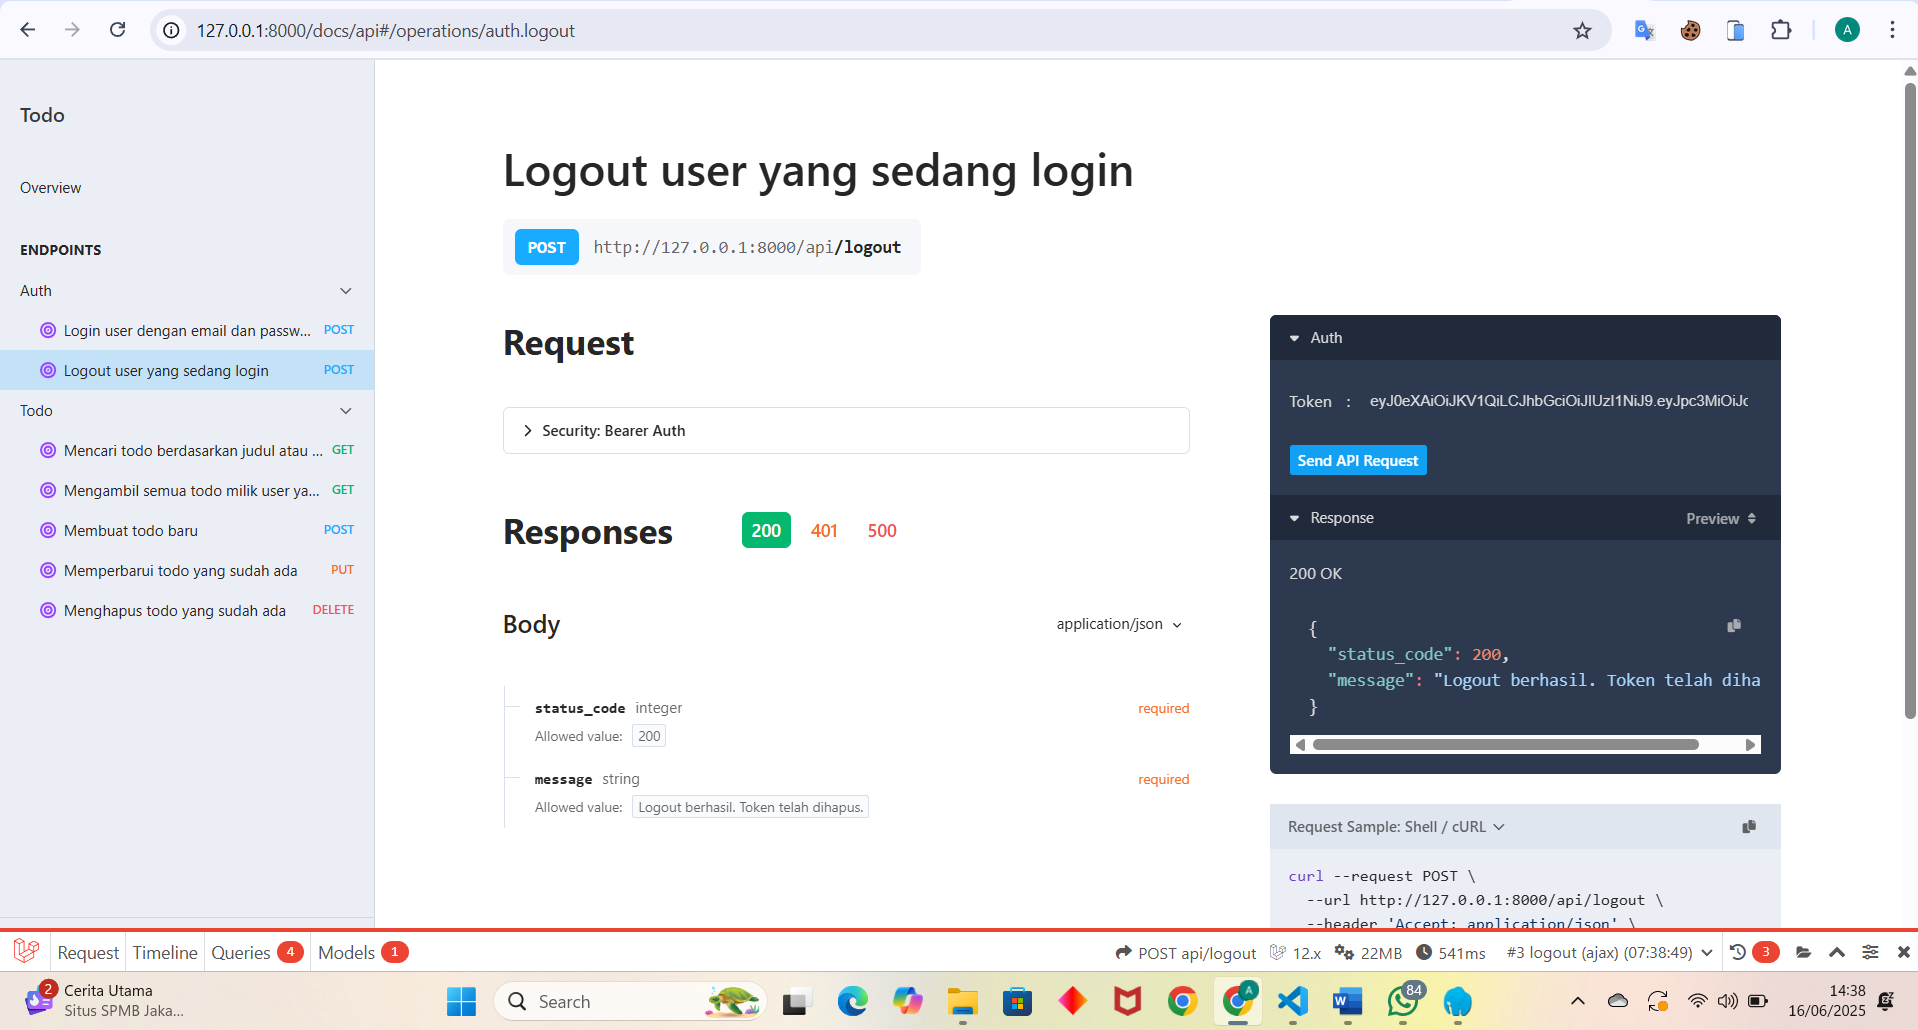 127.0.0.1:8000/docs/api#/operations/auth.logout
A
Todo
Overview
ENDPOINTS
Auth
Login user dengan email dan passw... POST
Logout user yang sedang login POST
Todo
Mencari todo berdasarkan judul atau ... GET
Mengambil semua todo milik user ya... GET
Membuat todo baru POST
Memperbarui todo yang sudah ada PUT
Menghapus todo yang sudah ada DELETE
Logout user yang sedang login
POST http://127.0.0.1:8000/api/logout
Request
Security: Bearer Auth
Responses 200 401 500
Body application/json
status_code integer required
Allowed value: 200
message string required
Allowed value: Logout berhasil. Token telah dihapus.
Auth
Token : eyJ0eXAiOiJKV1QiLCJhbGciOiJIUzI1NiJ9.eyJpc3MiOiJc
Send API Request
Response Preview
200 OK
{
"status_code": 200,
"message": "Logout berhasil. Token telah diha
}
Request Sample: Shell / cURL
curl --request POST \
--url http://127.0.0.1:8000/api/logout \
--header 'Accept: application/json' \
Request Timeline Queries 4 Models 1 POST api/logout 12.x 22MB 541ms #3 logout (ajax) (07:38:49) 3
2 Cerita Utama
Situs SPMB Jaka...
Search
A
84
14:38
16/06/2025